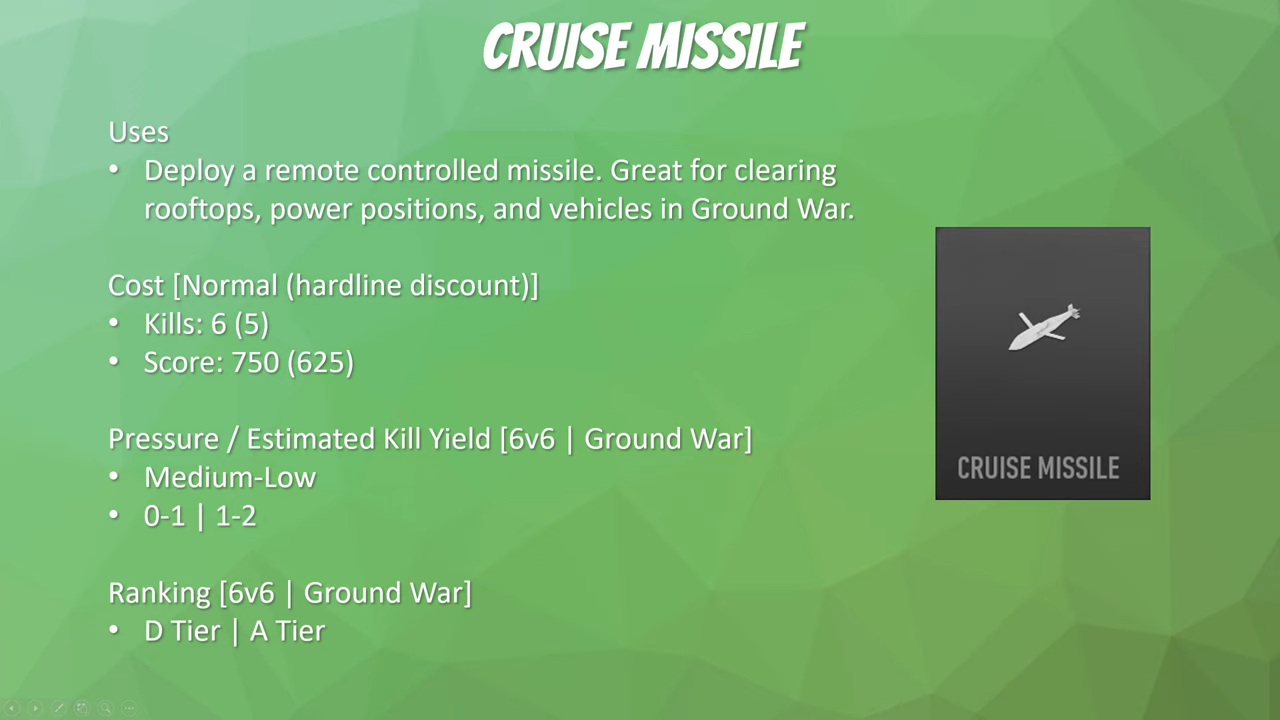 CRUISE MISSILE
Uses
• Deploy a remote controlled missile. Great for clearing
rooftops, power positions, and vehicles in Ground War.
Cost [Normal (hardline discount)]
• Kills: 6 (5)
• Score: 750 (625)
Pressure / Estimated Kill Yield [6v6 | Ground War]
• Medium-Low
• 0-1 | 1-2
Ranking [6v6 | Ground War]
• D Tier | A Tier
CRUISE MISSILE